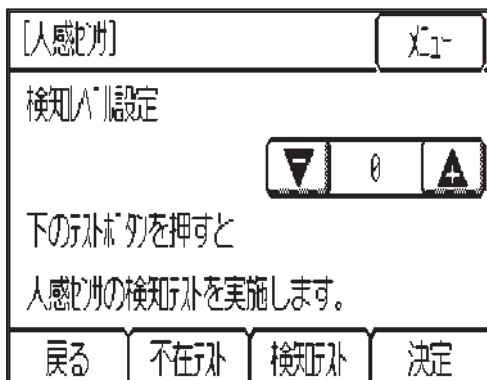 [人感ｾﾝｻ]
ﾒﾆｭｰ
検知ﾚﾍﾞﾙ設定
0
下のﾃｽﾄﾎﾞﾀﾝを押すと
人感ｾﾝｻの検知ﾃｽﾄを実施します。
戻る 不在ﾃｽﾄ 検知ﾃｽﾄ 決定